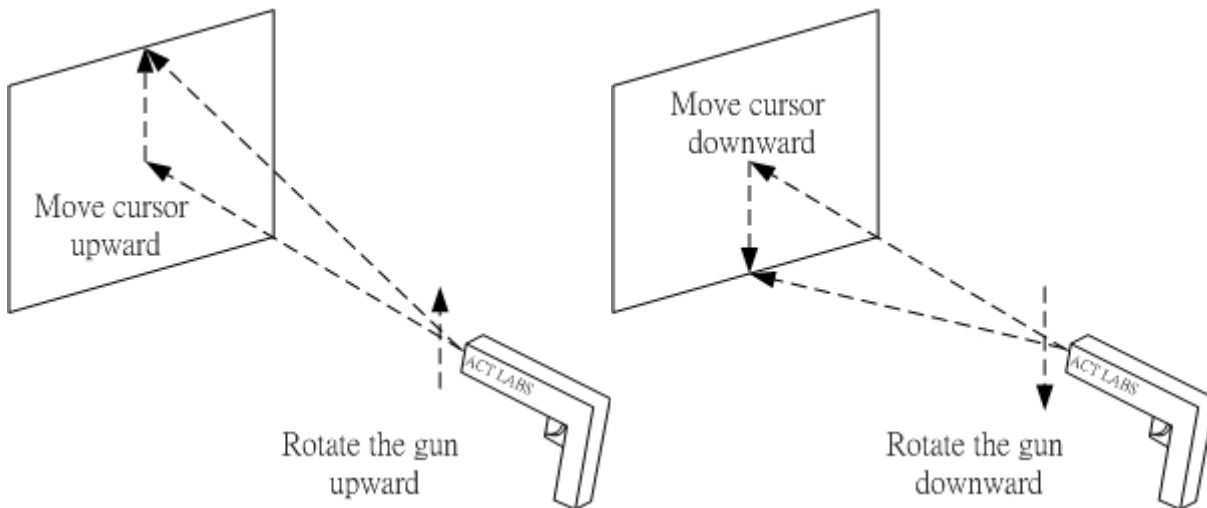 Move cursor
upward
ACT LABS
Rotate the gun
upward
Move cursor
downward
ACT LABS
Rotate the gun
downward